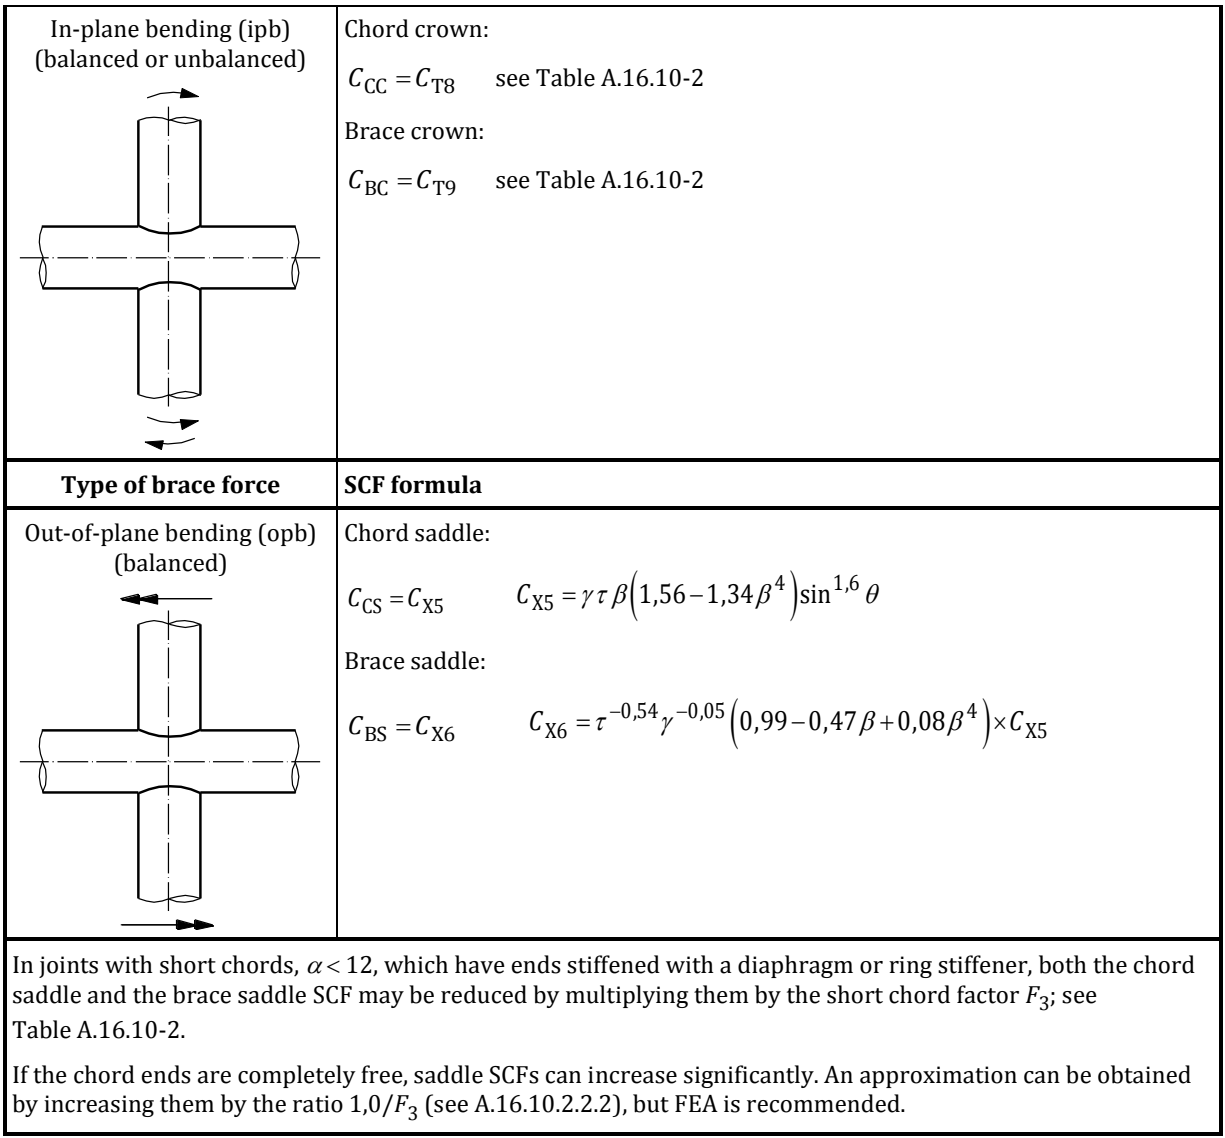 In-plane bending (ipb)
(balanced or unbalanced)
Chord crown:
C_CC = C_T8 see Table A.16.10-2
Brace crown:
C_BC = C_T9 see Table A.16.10-2
Type of brace force
SCF formula
Out-of-plane bending (opb)
(balanced)
Chord saddle:
C_CS = C_X5 C_X5 = γ τ β(1,56−1,34β^4)sin^1,6 θ
Brace saddle:
C_BS = C_X6 C_X6 = τ^−0,54 γ^−0,05 (0,99−0,47β+0,08β^4)×C_X5
In joints with short chords, α < 12, which have ends stiffened with a diaphragm or ring stiffener, both the chord
saddle and the brace saddle SCF may be reduced by multiplying them by the short chord factor F_3; see
Table A.16.10-2.
If the chord ends are completely free, saddle SCFs can increase significantly. An approximation can be obtained
by increasing them by the ratio 1,0/F_3 (see A.16.10.2.2.2), but FEA is recommended.